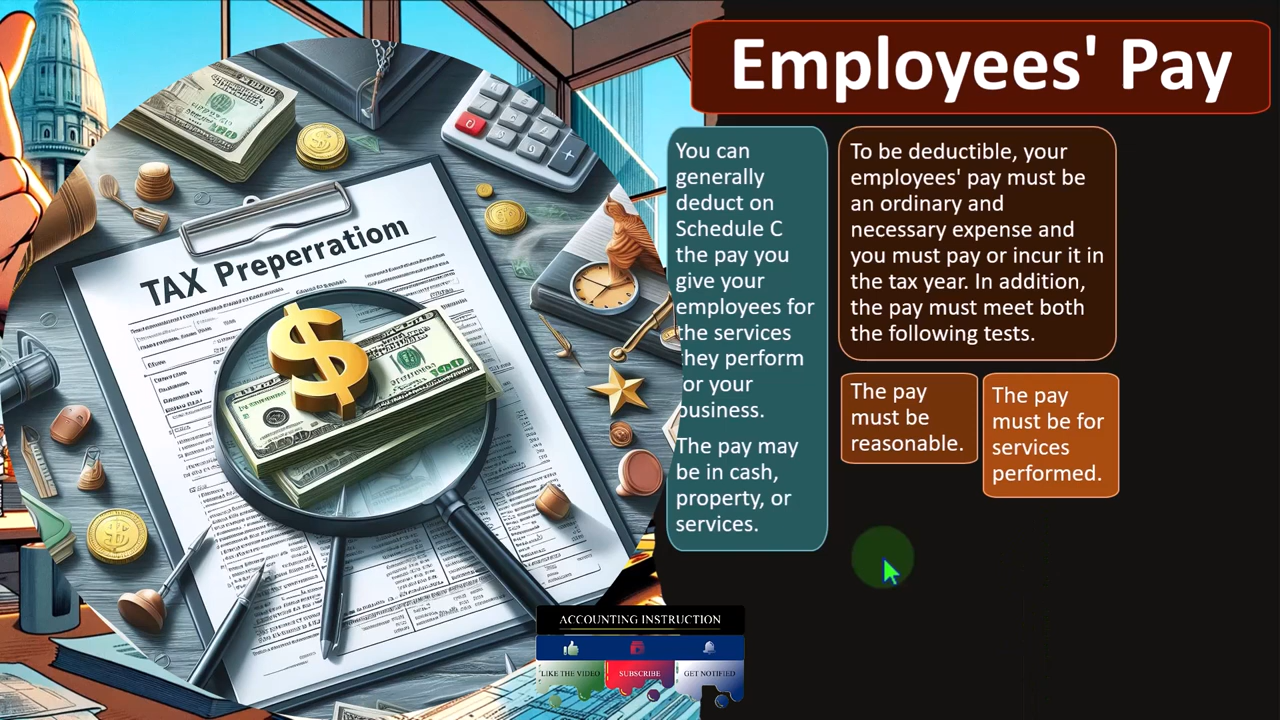 Employees' Pay
You can
generally
deduct on
Schedule C
the pay you
give your
employees for
the services
they perform
for your
business.
The pay may
be in cash,
property, or
services.
To be deductible, your
employees' pay must be
an ordinary and
necessary expense and
you must pay or incur it in
the tax year. In addition,
the pay must meet both
the following tests.
The pay
must be
reasonable.
The pay
must be for
services
performed.
TAX Preperratiom
ACCOUNTING INSTRUCTION
LIKE THE VIDEO
SUBSCRIBE
GET NOTIFIED